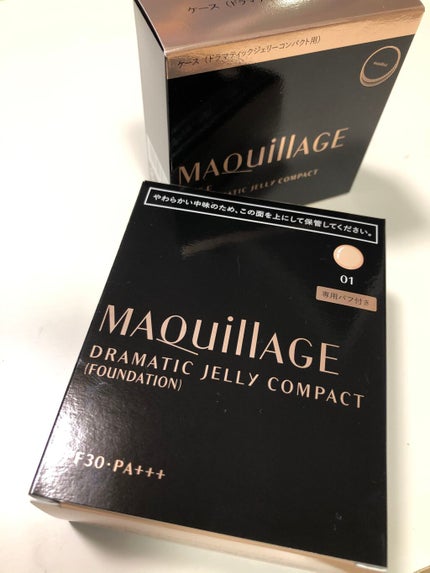 ケース（ドラマティックジェリーコンパクト用）
MAQuillAGE
DRAMATIC JELLY COMPACT
やわらかい中味のため、この面を上にして保管してください。
01
専用パフ付き
MAQuillAGE
DRAMATIC JELLY COMPACT
(FOUNDATION)
F30・PA+++